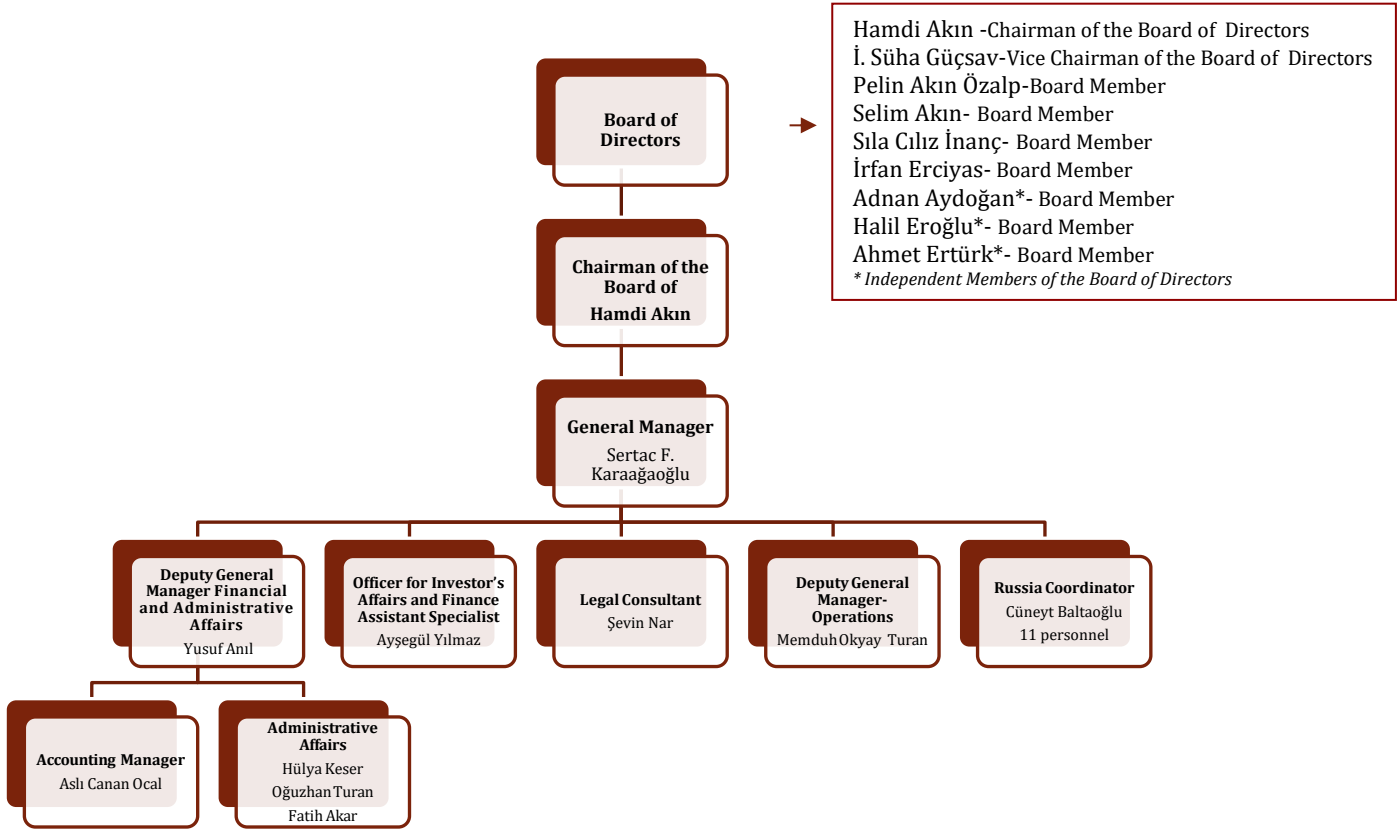 Hamdi Akın -Chairman of the Board of Directors
İ. Süha Güçsav-Vice Chairman of the Board of Directors
Pelin Akın Özalp-Board Member
Selim Akın- Board Member
Sıla Cılız İnanç- Board Member
İrfan Erciyas- Board Member
Adnan Aydoğan*- Board Member
Halil Eroğlu*- Board Member
Ahmet Ertürk*- Board Member
* Independent Members of the Board of Directors
Board of
Directors
Chairman of the
Board of
Hamdi Akın
General Manager
Sertac F.
Karaağaoğlu
Deputy General
Manager Financial
and Administrative
Affairs
Yusuf Anıl
Officer for Investor's
Affairs and Finance
Assistant Specialist
Ayşegül Yılmaz
Legal Consultant
Şevin Nar
Deputy General
Manager-
Operations
Memduh Okyay Turan
Russia Coordinator
Cüneyt Baltaoğlu
11 personnel
Accounting Manager
Aslı Canan Ocal
Administrative
Affairs
Hülya Keser
Oğuzhan Turan
Fatih Akar